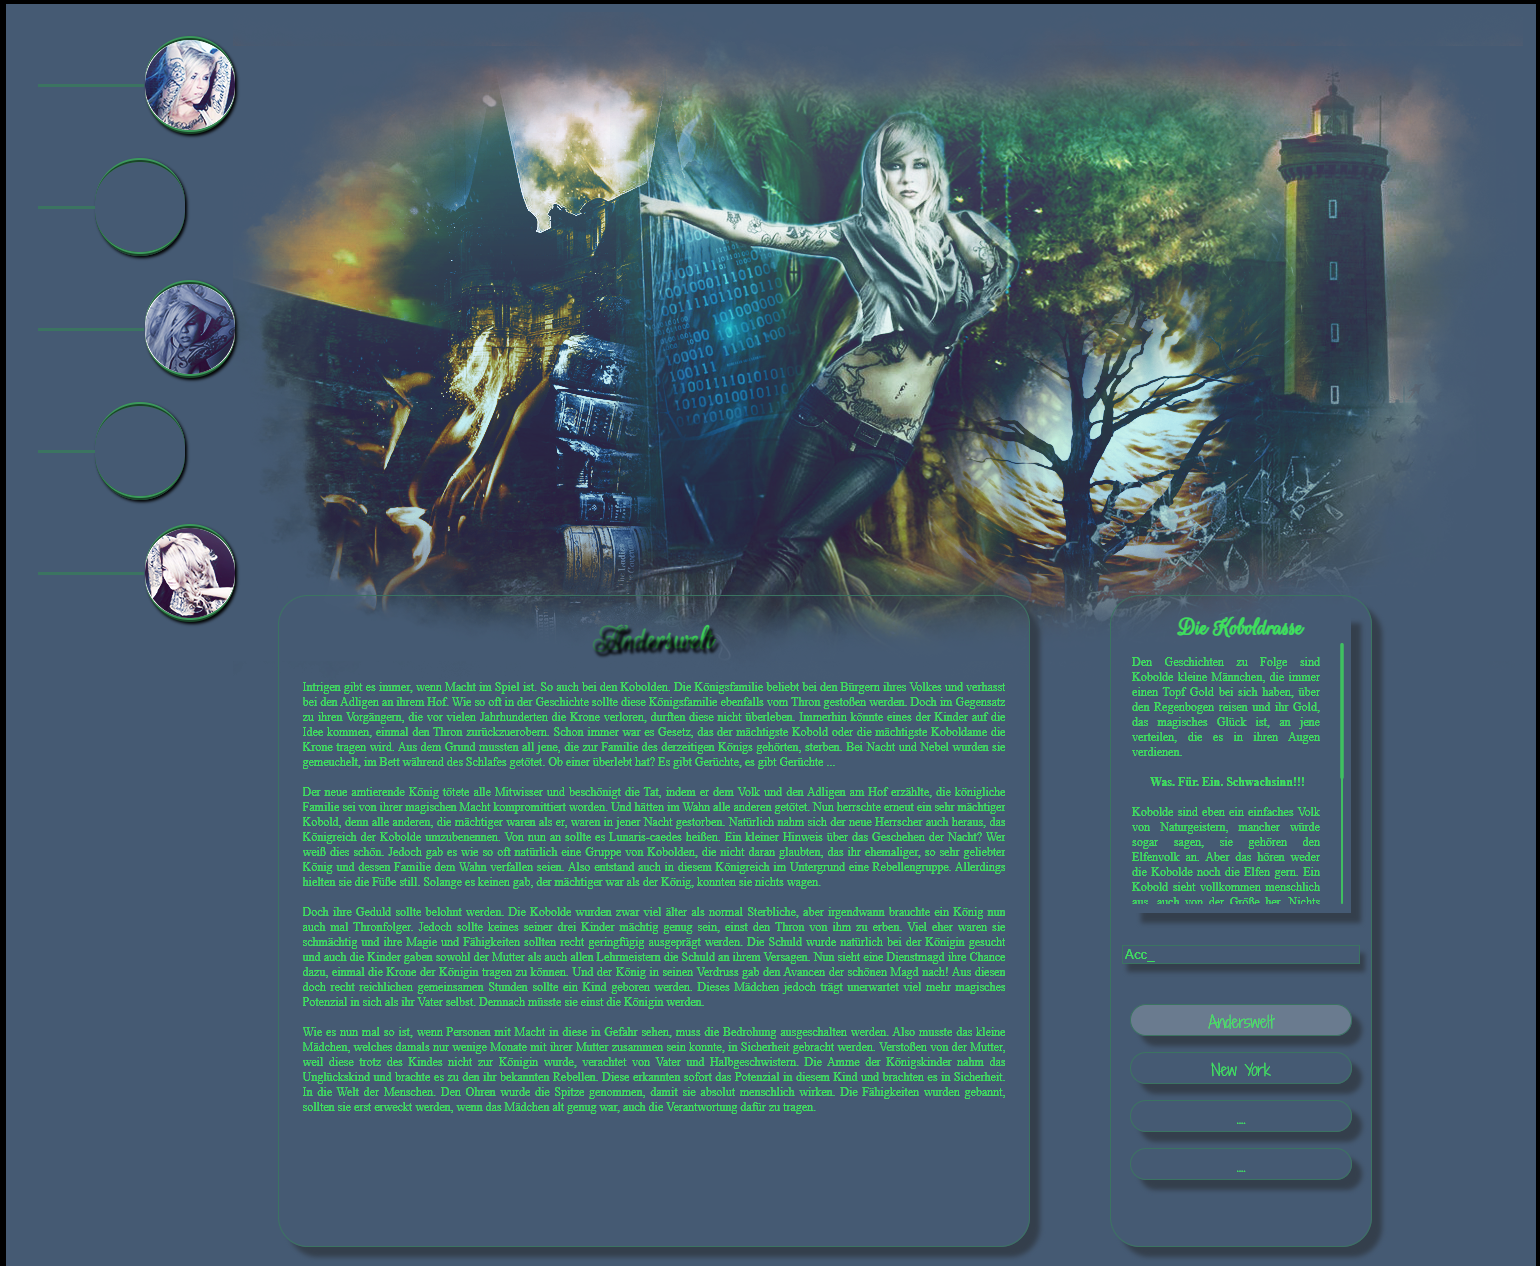 Anderswelt
Intrigen gibt es immer, wenn Macht im Spiel ist. So auch bei den Kobolden. Die Königsfamilie beliebt bei den Bürgern ihres Volkes und verhasst
bei den Adligen an ihrem Hof. Wie so oft in der Geschichte sollte diese Königsfamilie ebenfalls vom Thron gestoßen werden. Doch im Gegensatz
zu ihren Vorgängern, die vor vielen Jahrhunderten die Krone verloren, durften diese nicht überleben. Immerhin könnte eines der Kinder auf die
Idee kommen, einmal den Thron zurückzuerobern. Schon immer war es Gesetz, das der mächtigste Kobold oder die mächtigste Koboldame die
Krone tragen wird. Aus dem Grund mussten all jene, die zur Familie des derzeitigen Königs gehörten, sterben. Bei Nacht und Nebel wurden sie
gemeuchelt, im Bett während des Schlafes getötet. Ob einer überlebt hat? Es gibt Gerüchte, es gibt Gerüchte ...
Der neue amtierende König tötete alle Mitwisser und beschönigt die Tat, indem er dem Volk und den Adligen am Hof erzählte, die königliche
Familie sei von ihrer magischen Macht kompromittiert worden. Und hätten im Wahn alle anderen getötet. Nun herrschte erneut ein sehr mächtiger
Kobold, denn alle anderen, die mächtiger waren als er, waren in jener Nacht gestorben. Natürlich nahm sich der neue Herrscher auch heraus, das
Königreich der Kobolde umzubenennen. Von nun an sollte es Lunaris-caedes heißen. Ein kleiner Hinweis über das Geschehen der Nacht? Wer
weiß dies schön. Jedoch gab es wie so oft natürlich eine Gruppe von Kobolden, die nicht daran glaubten, das ihr ehemaliger, so sehr geliebter
König und dessen Familie dem Wahn verfallen seien. Also entstand auch in diesem Königreich im Untergrund eine Rebellengruppe. Allerdings
hielten sie die Füße still. Solange es keinen gab, der mächtiger war als der König, konnten sie nichts wagen.
Doch ihre Geduld sollte belohnt werden. Die Kobolde wurden zwar viel älter als normal Sterbliche, aber irgendwann brauchte ein König nun
auch mal Thronfolger. Jedoch sollte keines seiner drei Kinder mächtig genug sein, einst den Thron von ihm zu erben. Viel eher waren sie
schmächtig und ihre Magie und Fähigkeiten sollten recht geringfügig ausgeprägt werden. Die Schuld wurde natürlich bei der Königin gesucht
und auch die Kinder gaben sowohl der Mutter als auch allen Lehrmeistern die Schuld an ihrem Versagen. Nun sieht eine Dienstmagd ihre Chance
dazu, einmal die Krone der Königin tragen zu können. Und der König in seinen Verdruss gab den Avancen der schönen Magd nach! Aus diesen
doch recht reichlichen gemeinsamen Stunden sollte ein Kind geboren werden. Dieses Mädchen jedoch trägt unerwartet viel mehr magisches
Potenzial in sich als ihr Vater selbst. Demnach müsste sie einst die Königin werden.
Wie es nun mal so ist, wenn Personen mit Macht in diese in Gefahr sehen, muss die Bedrohung ausgeschalten werden. Also musste das kleine
Mädchen, welches damals nur wenige Monate mit ihrer Mutter zusammen sein konnte, in Sicherheit gebracht werden. Verstoßen von der Mutter,
weil diese trotz des Kindes nicht zur Königin wurde, verachtet von Vater und Halbgeschwistern. Die Amme der Königskinder nahm das
Unglückskind und brachte es zu den ihr bekannten Rebellen. Diese erkannten sofort das Potenzial in diesem Kind und brachten es in Sicherheit.
In die Welt der Menschen. Den Ohren wurde die Spitze genommen, damit sie absolut menschlich wirken. Die Fähigkeiten wurden gebannt,
sollten sie erst erweckt werden, wenn das Mädchen alt genug war, auch die Verantwortung dafür zu tragen.
Die Koboldrasse
Den Geschichten zu Folge sind
Kobolde kleine Männchen, die immer
einen Topf Gold bei sich haben, über
den Regenbogen reisen und ihr Gold,
das magisches Glück ist, an jene
verteilen, die es in ihren Augen
verdienen.
Was. Für. Ein. Schwachsinn!!!
Kobolde sind eben ein einfaches Volk
von Naturgeistern, mancher würde
sogar sagen, sie gehören den
Elfenvolk an. Aber das hören weder
die Kobolde noch die Elfen gern. Ein
Kobold sieht vollkommen menschlich
aus, auch von der Größe her. Nichts
Acc_
Anderswelt
New York
....
....